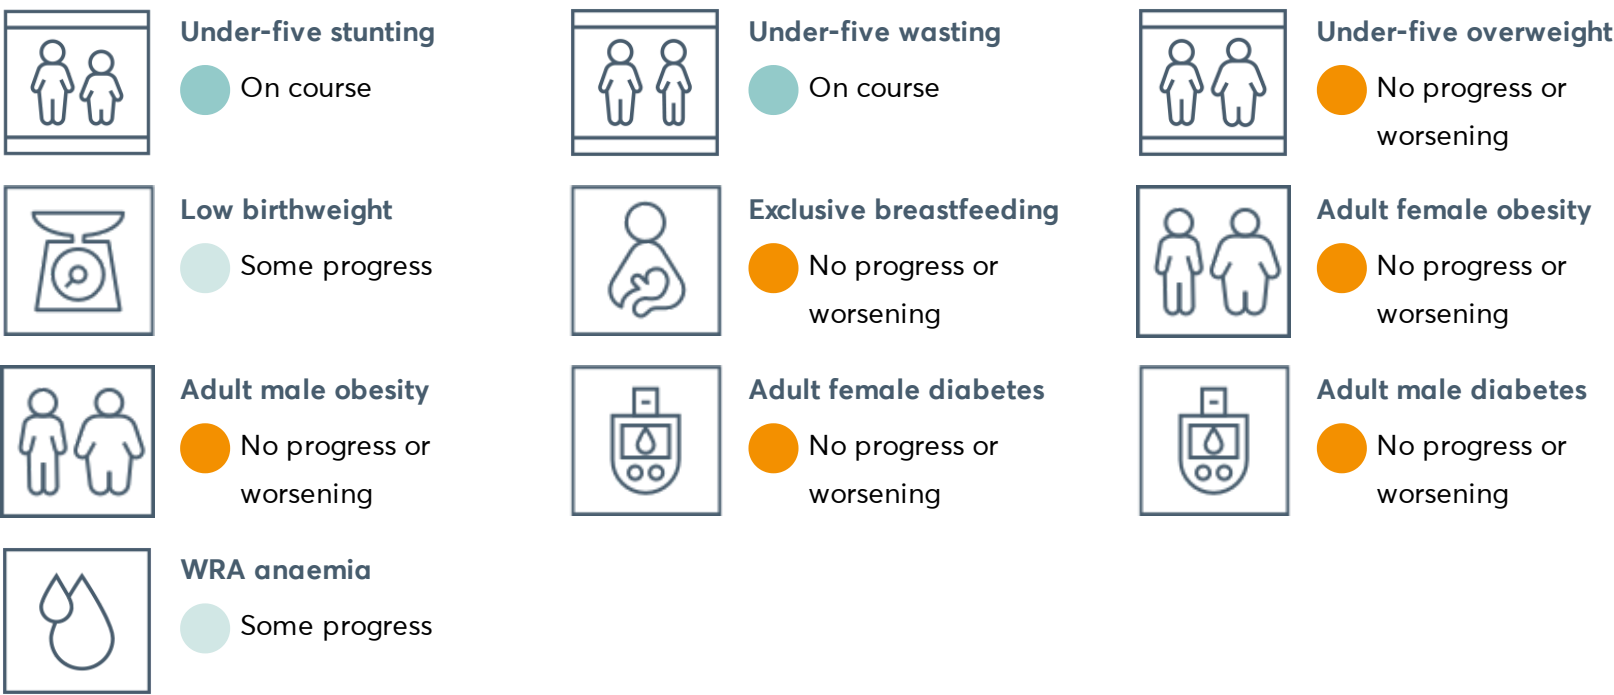 Under-five stunting
On course
Under-five wasting
On course
Under-five overweight
No progress or
worsening
Low birthweight
Some progress
Exclusive breastfeeding
No progress or
worsening
Adult female obesity
No progress or
worsening
Adult male obesity
No progress or
worsening
Adult female diabetes
No progress or
worsening
Adult male diabetes
No progress or
worsening
WRA anaemia
Some progress